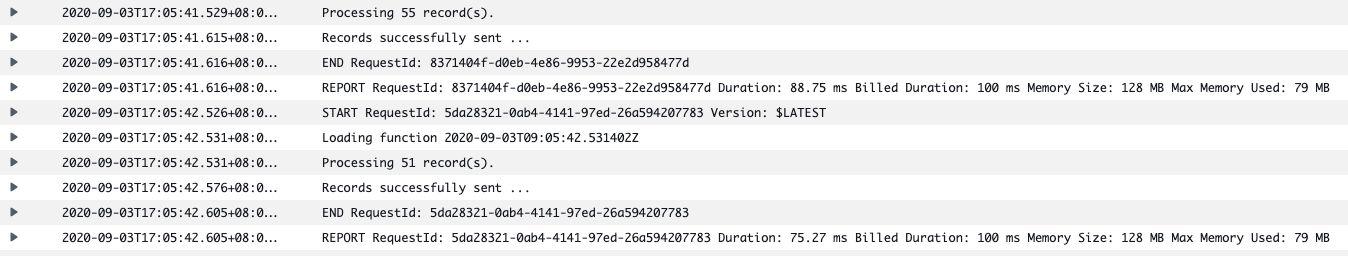 2020-09-03T17:05:41.529+08:0... Processing 55 record(s).
2020-09-03T17:05:41.615+08:0... Records successfully sent ...
2020-09-03T17:05:41.616+08:0... END RequestId: 8371404f-d0eb-4e86-9953-22e2d958477d
2020-09-03T17:05:41.616+08:0... REPORT RequestId: 8371404f-d0eb-4e86-9953-22e2d958477d Duration: 88.75 ms Billed Duration: 100 ms Memory Size: 128 MB Max Memory Used: 79 MB
2020-09-03T17:05:42.526+08:0... START RequestId: 5da28321-0ab4-4141-97ed-26a594207783 Version: $LATEST
2020-09-03T17:05:42.531+08:0... Loading function 2020-09-03T09:05:42.531402Z
2020-09-03T17:05:42.531+08:0... Processing 51 record(s).
2020-09-03T17:05:42.576+08:0... Records successfully sent ...
2020-09-03T17:05:42.605+08:0... END RequestId: 5da28321-0ab4-4141-97ed-26a594207783
2020-09-03T17:05:42.605+08:0... REPORT RequestId: 5da28321-0ab4-4141-97ed-26a594207783 Duration: 75.27 ms Billed Duration: 100 ms Memory Size: 128 MB Max Memory Used: 79 MB